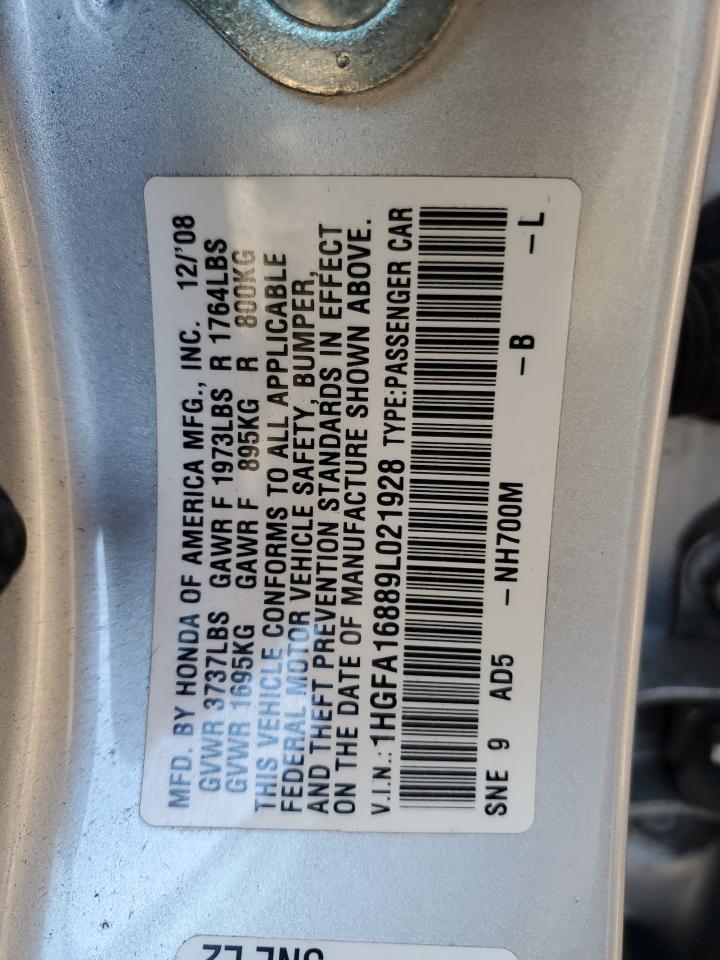 MFD. BY HONDA OF AMERICA MFG., INC. 12/'08
GVWR 3737LBS GAWR F 1973LBS R 1764LBS
GVWR 1695KG GAWR F 895KG R 800KG
THIS VEHICLE CONFORMS TO ALL APPLICABLE
FEDERAL MOTOR VEHICLE SAFETY, BUMPER,
AND THEFT PREVENTION STANDARDS IN EFFECT
ON THE DATE OF MANUFACTURE SHOWN ABOVE.
V.I.N.:1HGFA16889L021928 TYPE:PASSENGER CAR
SNE 9 AD5 -NH700M -B -L